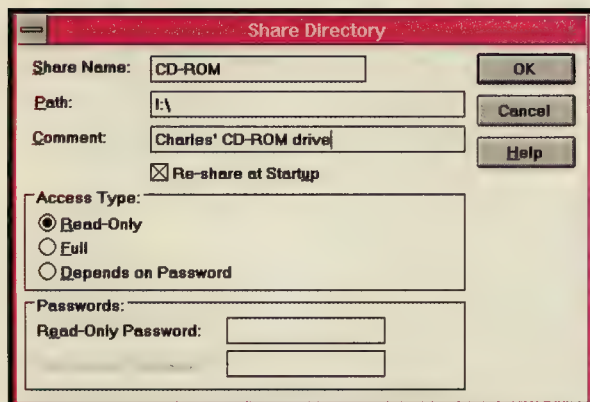 Share Directory
Share Name: CD-ROM
OK
Path: I:\
Cancel
Comment: Charles' CD-ROM drive
Help
Re-share at Startup
Access Type:
Read-Only
Full
Depends on Password
Passwords:
Read-Only Password: